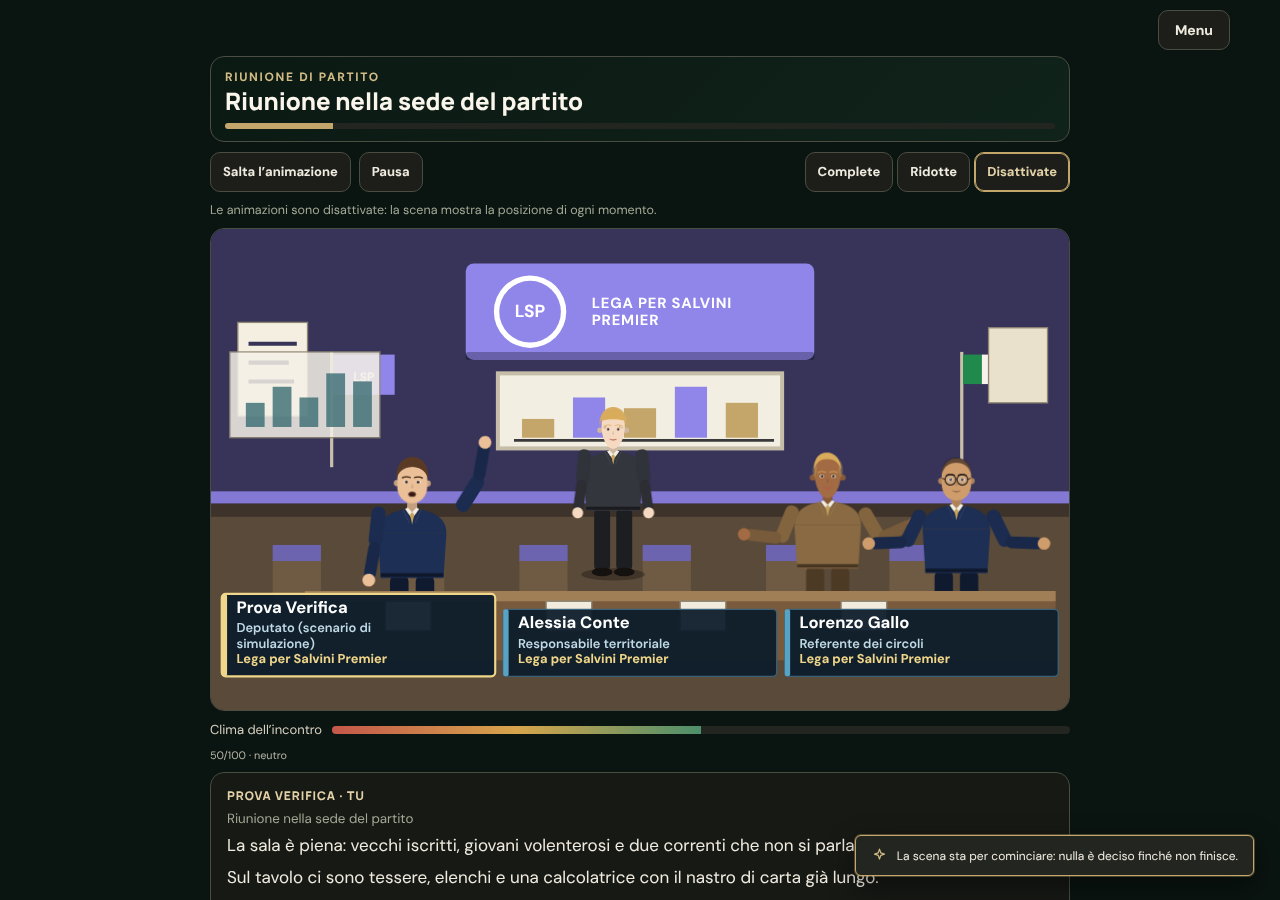 Menu
RIUNIONE DI PARTITO
Riunione nella sede del partito
Salta l'animazione
Pausa
Complete
Ridotte
Disattivate
Le animazioni sono disattivate: la scena mostra la posizione di ogni momento.
LSP
LEGA PER SALVINI
PREMIER
LSP
Prova Verifica
Deputato (scenario di
simulazione)
Lega per Salvini Premier
Alessia Conte
Responsabile territoriale
Lega per Salvini Premier
Lorenzo Gallo
Referente dei circoli
Lega per Salvini Premier
Clima dell'incontro
50/100 · neutro
PROVA VERIFICA · TU
Riunione nella sede del partito
La sala è piena: vecchi iscritti, giovani volenterosi e due correnti che non si parla
Sul tavolo ci sono tessere, elenchi e una calcolatrice con il nastro di carta già lungo.
La scena sta per cominciare: nulla è deciso finché non finisce.